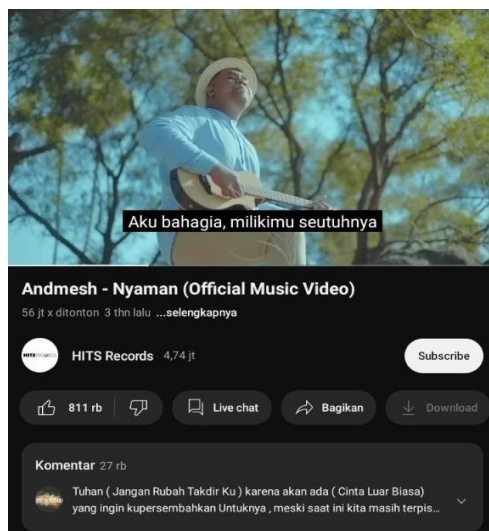 Aku bahagia, milikimu seutuhnya
Andmesh - Nyaman (Official Music Video)
56 jt x ditonton 3 thn lalu ...selengkapnya
HITS RECORDS
HITS Records 4,74 jt
Subscribe
811 rb
Live chat
Bagikan
Download
Komentar 27 rb
Tuhan ( Jangan Rubah Takdir Ku ) karena akan ada ( Cinta Luar Biasa)
yang ingin kupersembahkan Untuknya , meski saat ini kita masih terpis...